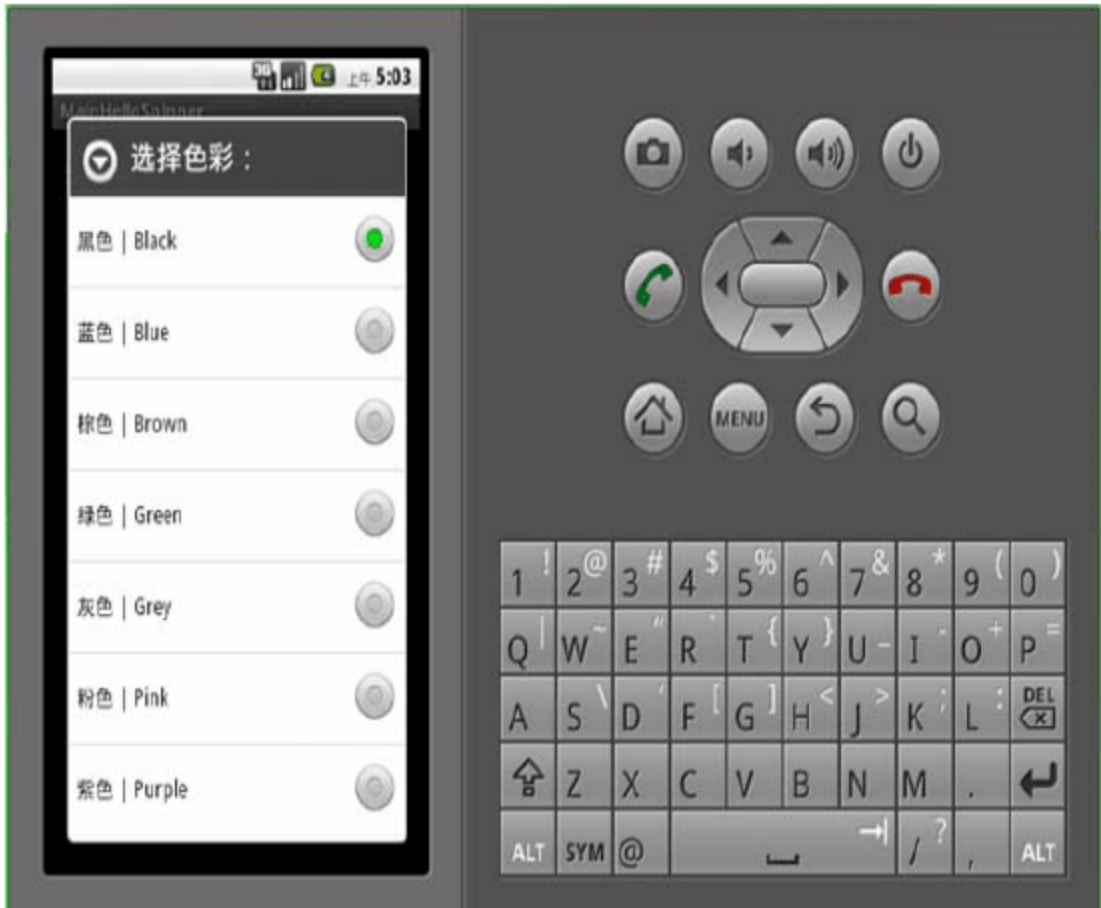 3G
上午 5:03
MainHelloSpinner
选择色彩：
黑色 | Black
蓝色 | Blue
棕色 | Brown
绿色 | Green
灰色 | Grey
粉色 | Pink
紫色 | Purple
MENU
1 ! 2 @ 3 # 4 $ 5 % 6 ^ 7 & 8 * 9 ( 0 )
Q | W ~ E " R ` T { Y } U _ I - O + P =
A S \ D ' F [ G ] H < J > K ; L : DEL
Z X C V B N M .
ALT SYM @ / ? , ALT